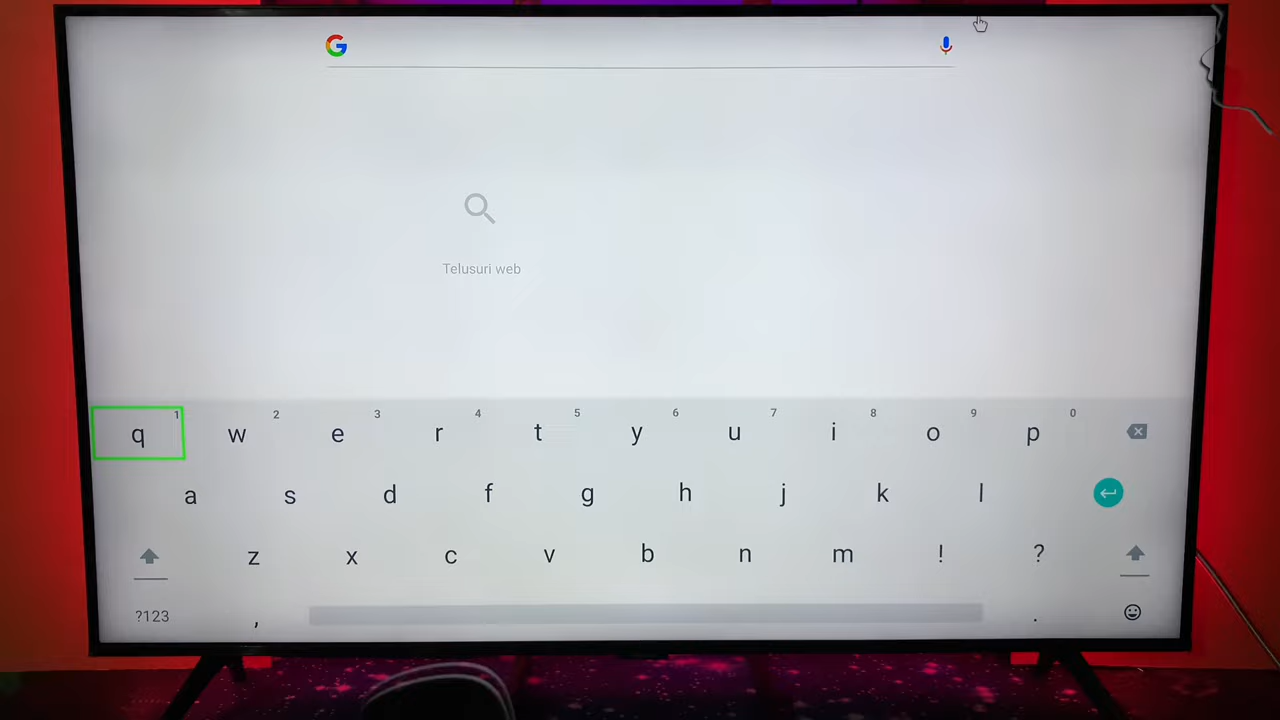 G
Telusuri web
q 1 w 2 e 3 r 4 t 5 y 6 u 7 i 8 o 9 p 0
a s d f g h j k l
z x c v b n m ! ?
?123 , .